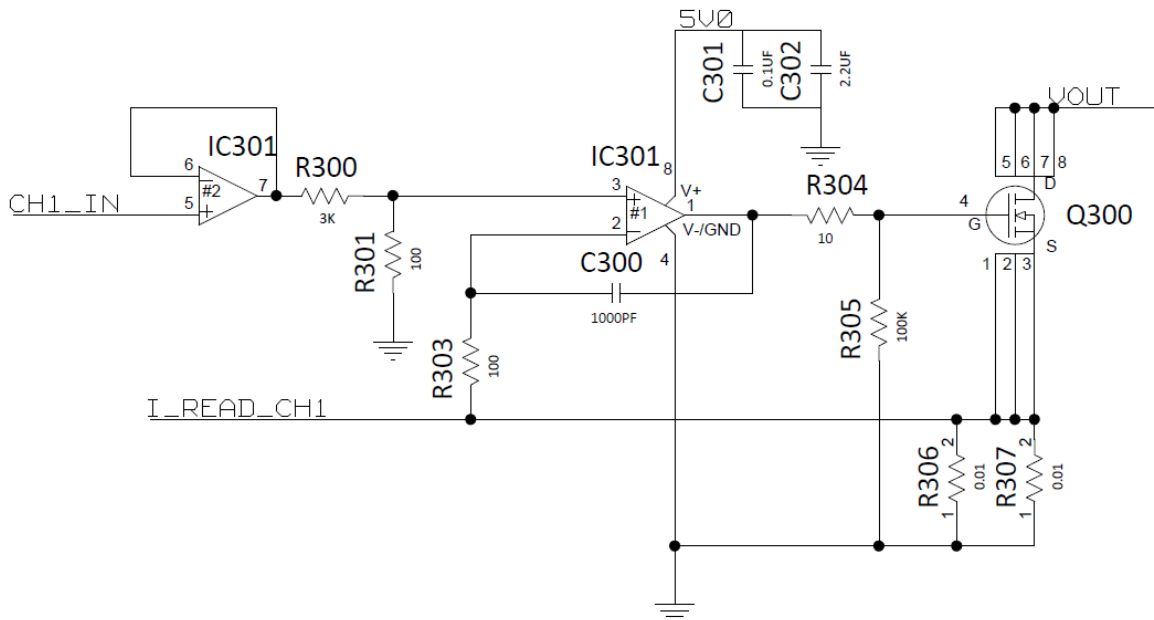 5V0
C301
0.1UF
C302
2.2UF
VOUT
5 6 7 8
D
IC301
6
#2
7
5
CH1_IN
R300
3K
R301
100
IC301
8
3
V+
#1
1
2
V-/GND
4
C300
1000PF
R303
100
R304
10
R305
100K
4
G
Q300
S
1 2 3
I_READ_CH1
R306
2
0.01
1
R307
2
0.01
1